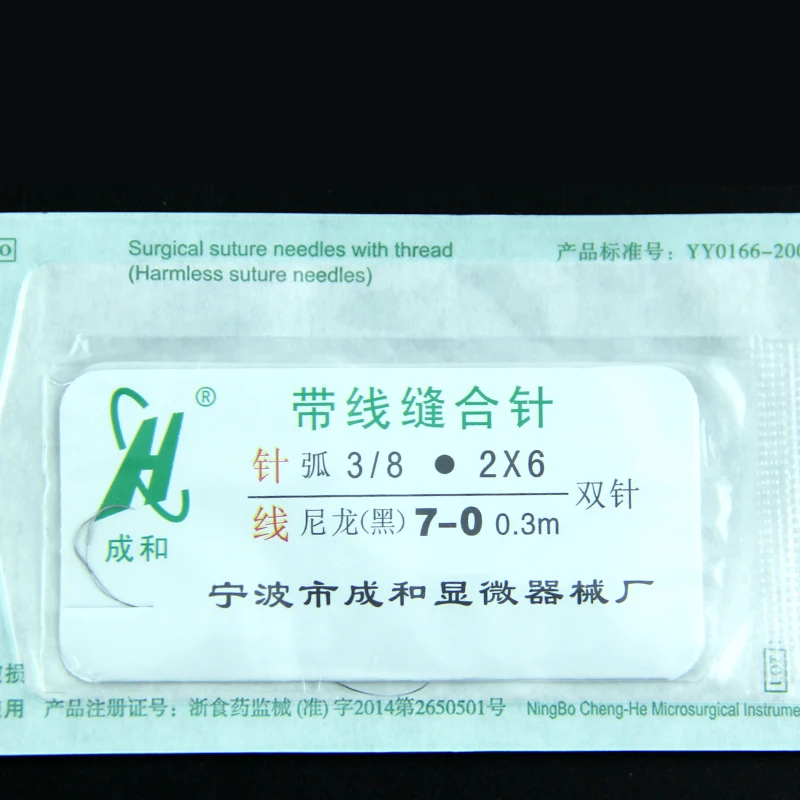 Surgical suture needles with thread
(Harmless suture needles)
产品标准号：YY0166-200
® 带线缝合针
针 弧 3/8 ● 2X6
双针
线 尼龙(黑) 7-0 0.3m
成和
宁波市成和显微器械厂
损
用
产品注册证号：浙食药监械(准)字2014第2650501号
NingBo Cheng-He Microsurgical Instrume